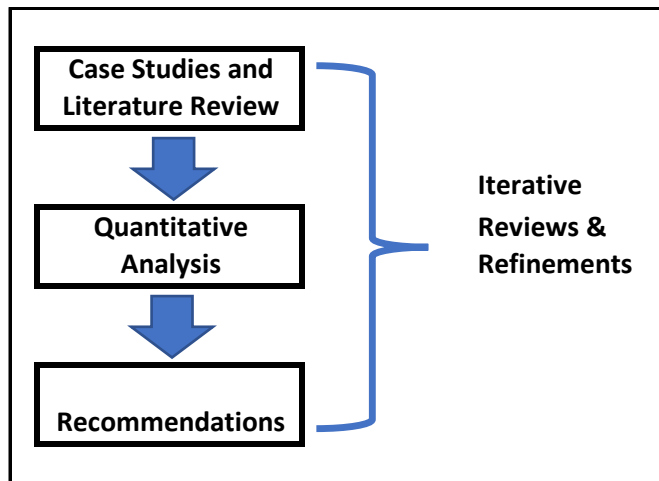 Case Studies and
Literature Review
Quantitative
Analysis
Recommendations
Iterative
Reviews &
Refinements